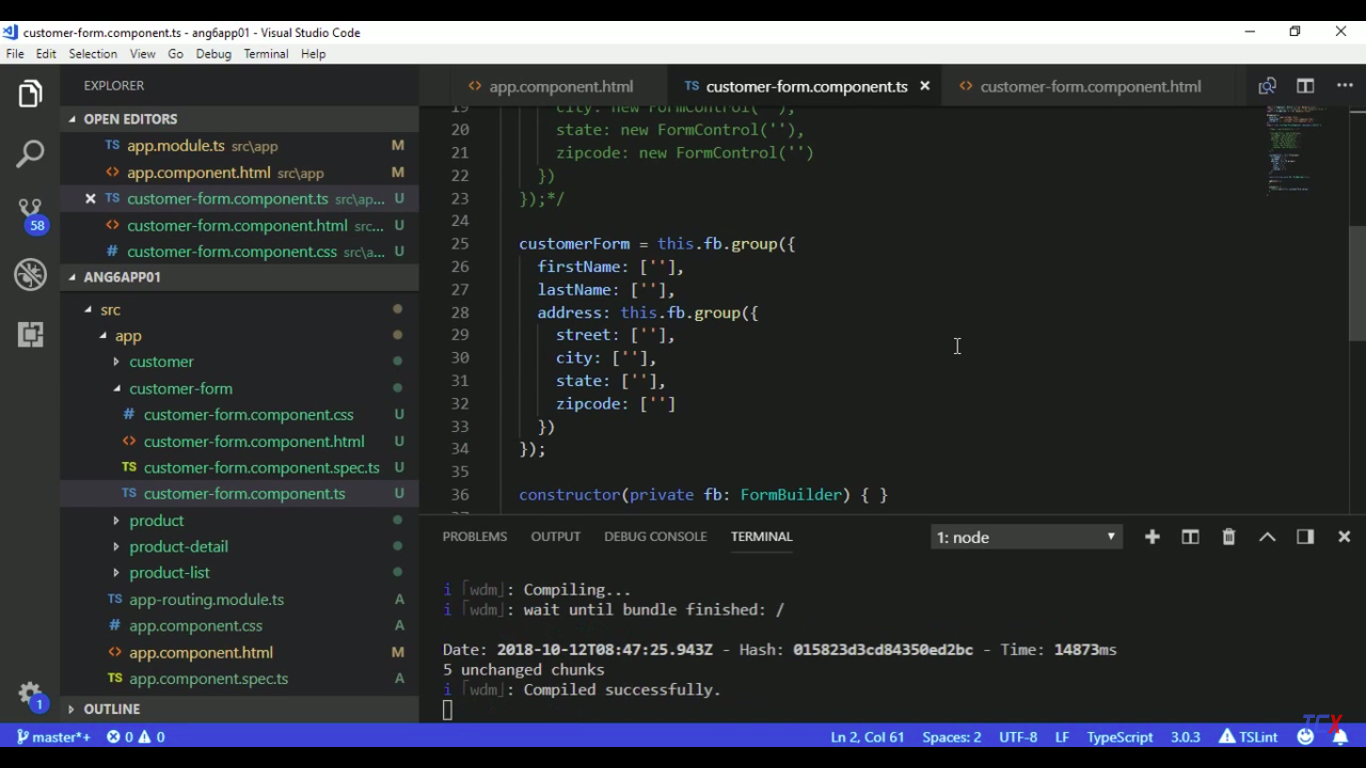 customer-form.component.ts - ang6app01 - Visual Studio Code
File Edit Selection View Go Debug Terminal Help
EXPLORER
OPEN EDITORS
TS app.module.ts src\app M
<> app.component.html src\app M
TS customer-form.component.ts src\ap... U
<> customer-form.component.html src... U
# customer-form.component.css src\a... U
ANG6APP01
src
app
customer
customer-form
# customer-form.component.css U
<> customer-form.component.html U
TS customer-form.component.spec.ts U
TS customer-form.component.ts U
product
product-detail
product-list
TS app-routing.module.ts A
# app.component.css A
<> app.component.html M
TS app.component.spec.ts A
OUTLINE
58
1
<> app.component.html TS customer-form.component.ts <> customer-form.component.html
19 city: new FormControl(''),
20 state: new FormControl(''),
21 zipcode: new FormControl('')
22 })
23 });*/
24
25 customerForm = this.fb.group({
26 firstName: [''],
27 lastName: [''],
28 address: this.fb.group({
29 street: [''],
30 city: [''],
31 state: [''],
32 zipcode: ['']
33 })
34 });
35
36 constructor(private fb: FormBuilder) { }
PROBLEMS OUTPUT DEBUG CONSOLE TERMINAL 1: node
i ｢wdm｣: Compiling...
i ｢wdm｣: wait until bundle finished: /
Date: 2018-10-12T08:47:25.943Z - Hash: 015823d3cd84350ed2bc - Time: 14873ms
5 unchanged chunks
i ｢wdm｣: Compiled successfully.
master*+ 0 0 Ln 2, Col 61 Spaces: 2 UTF-8 LF TypeScript 3.0.3 TSLint